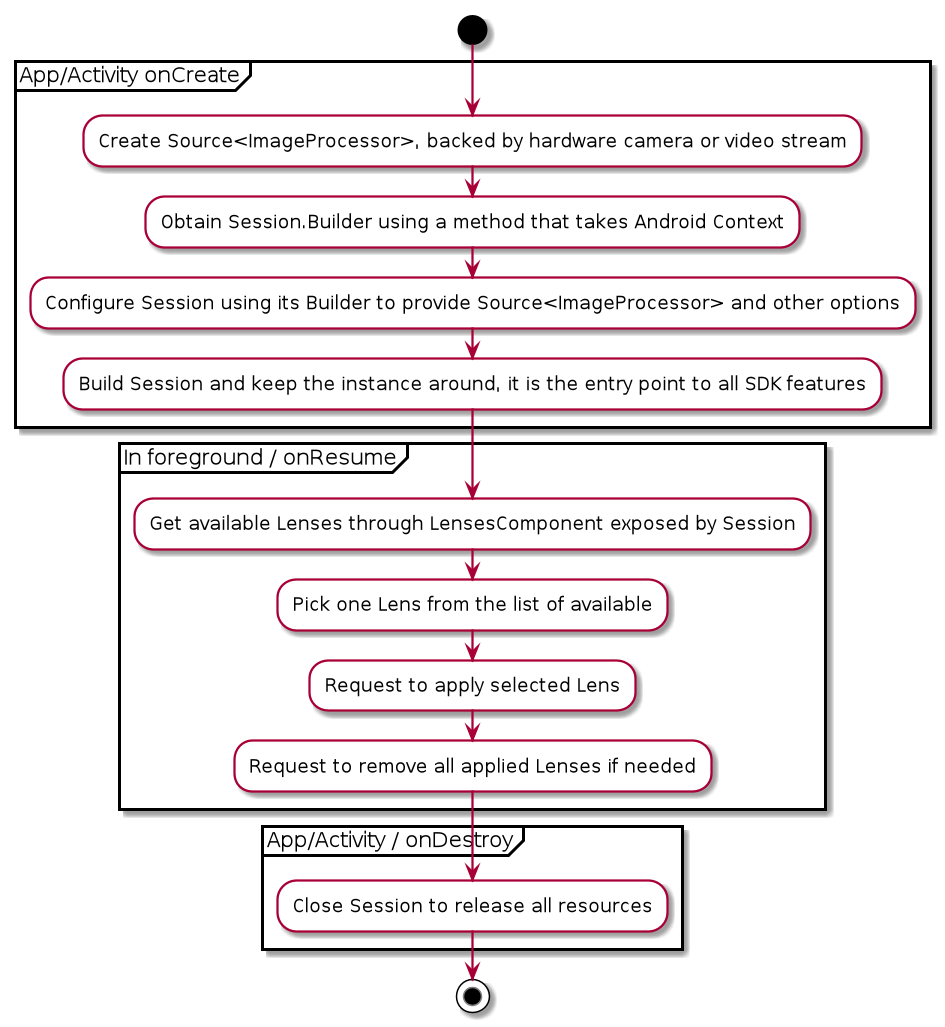 App/Activity onCreate
Create Source<ImageProcessor>, backed by hardware camera or video stream
Obtain Session.Builder using a method that takes Android Context
Configure Session using its Builder to provide Source<ImageProcessor> and other options
Build Session and keep the instance around, it is the entry point to all SDK features
In foreground / onResume
Get available Lenses through LensesComponent exposed by Session
Pick one Lens from the list of available
Request to apply selected Lens
Request to remove all applied Lenses if needed
App/Activity / onDestroy
Close Session to release all resources